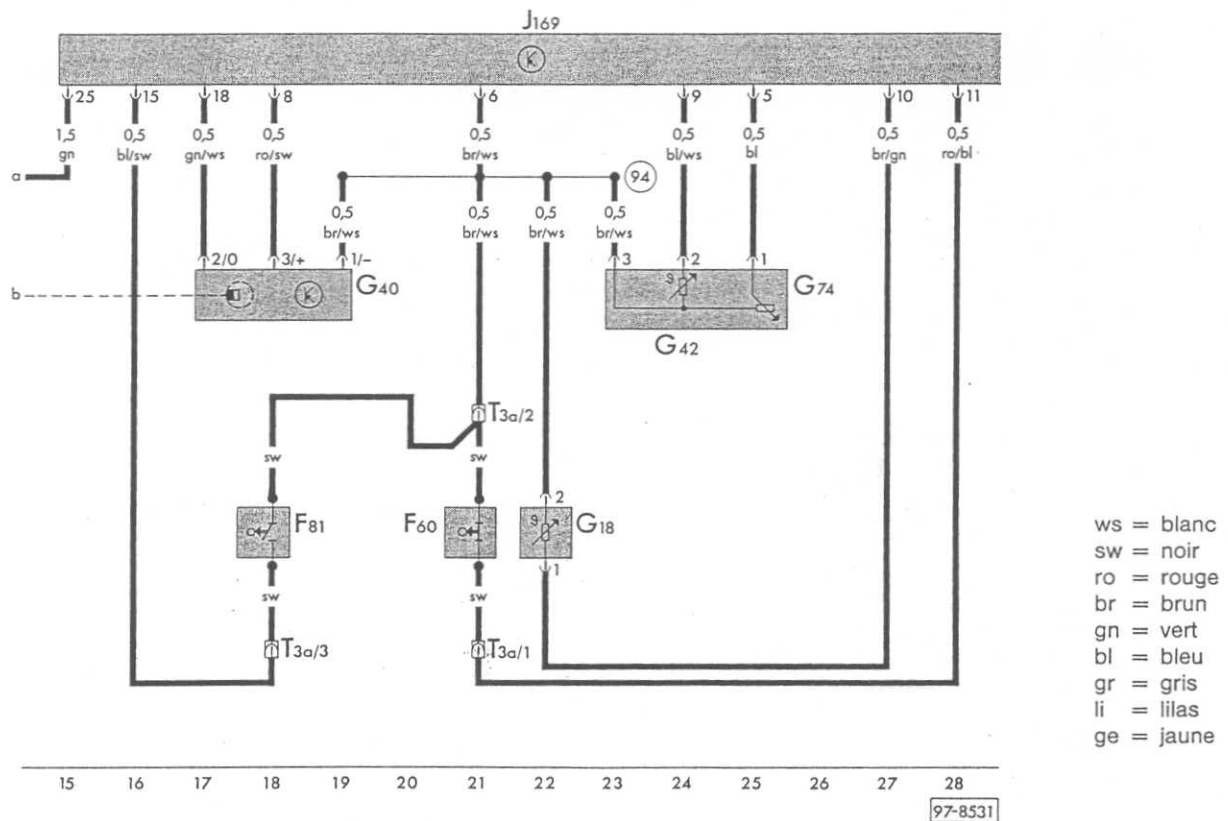 J169
K
25 15 18 8 6 9 5 10 11
1,5 0,5 0,5 0,5 0,5 0,5 0,5 0,5 0,5
gn bl/sw gn/ws ro/sw br/ws bl/ws bl br/gn ro/bl
a
94
0,5 0,5 0,5 0,5
br/ws br/ws br/ws br/ws
2/0 3/+ 1/– 3 2 1
b
K
G40
G74
G42
T3a/2
sw sw
2
F81 F60 G18
1
sw sw
T3a/3 T3a/1
ws = blanc
sw = noir
ro = rouge
br = brun
gn = vert
bl = bleu
gr = gris
li = lilas
ge = jaune
15 16 17 18 19 20 21 22 23 24 25 26 27 28
97-8531